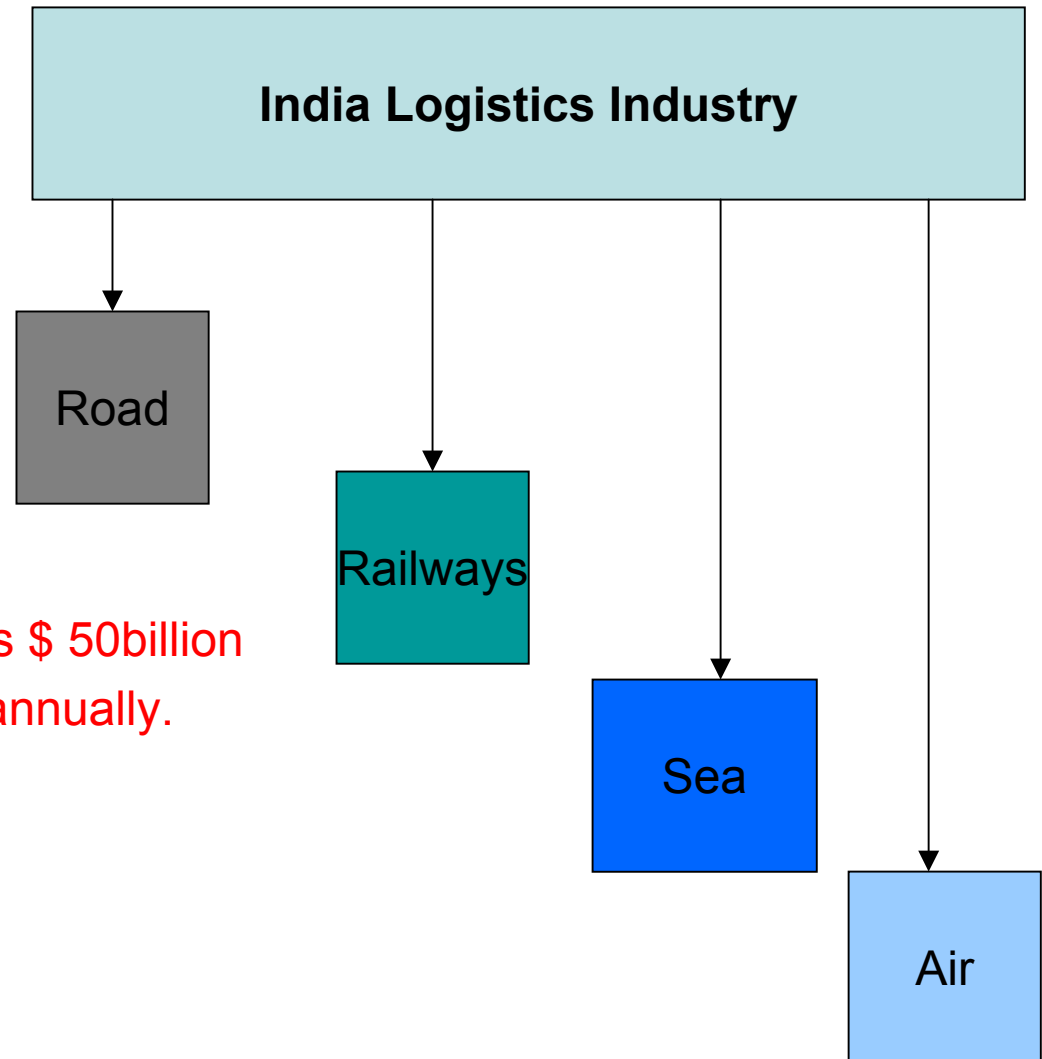 India Logistics Industry
Road
Railways
s $ 50billion
annually.
Sea
Air